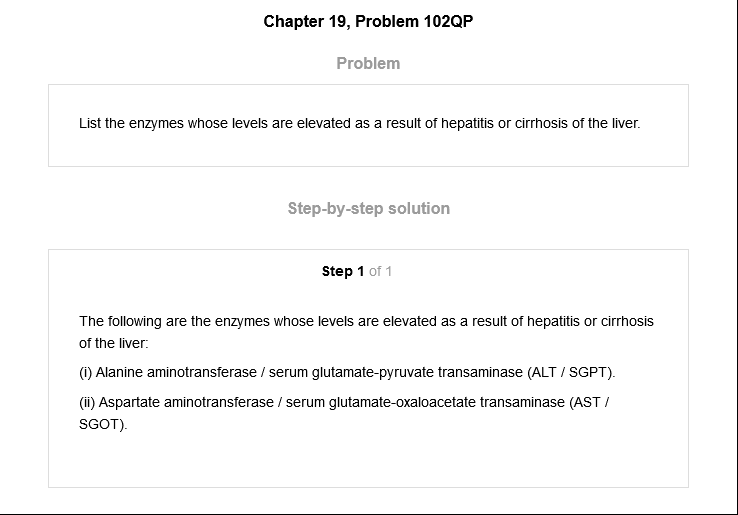 Chapter 19, Problem 102QP
Problem
List the enzymes whose levels are elevated as a result of hepatitis or cirrhosis of the liver.
Step-by-step solution
Step 1 of 1
The following are the enzymes whose levels are elevated as a result of hepatitis or cirrhosis
of the liver:
(i) Alanine aminotransferase / serum glutamate-pyruvate transaminase (ALT / SGPT).
(ii) Aspartate aminotransferase / serum glutamate-oxaloacetate transaminase (AST /
SGOT).